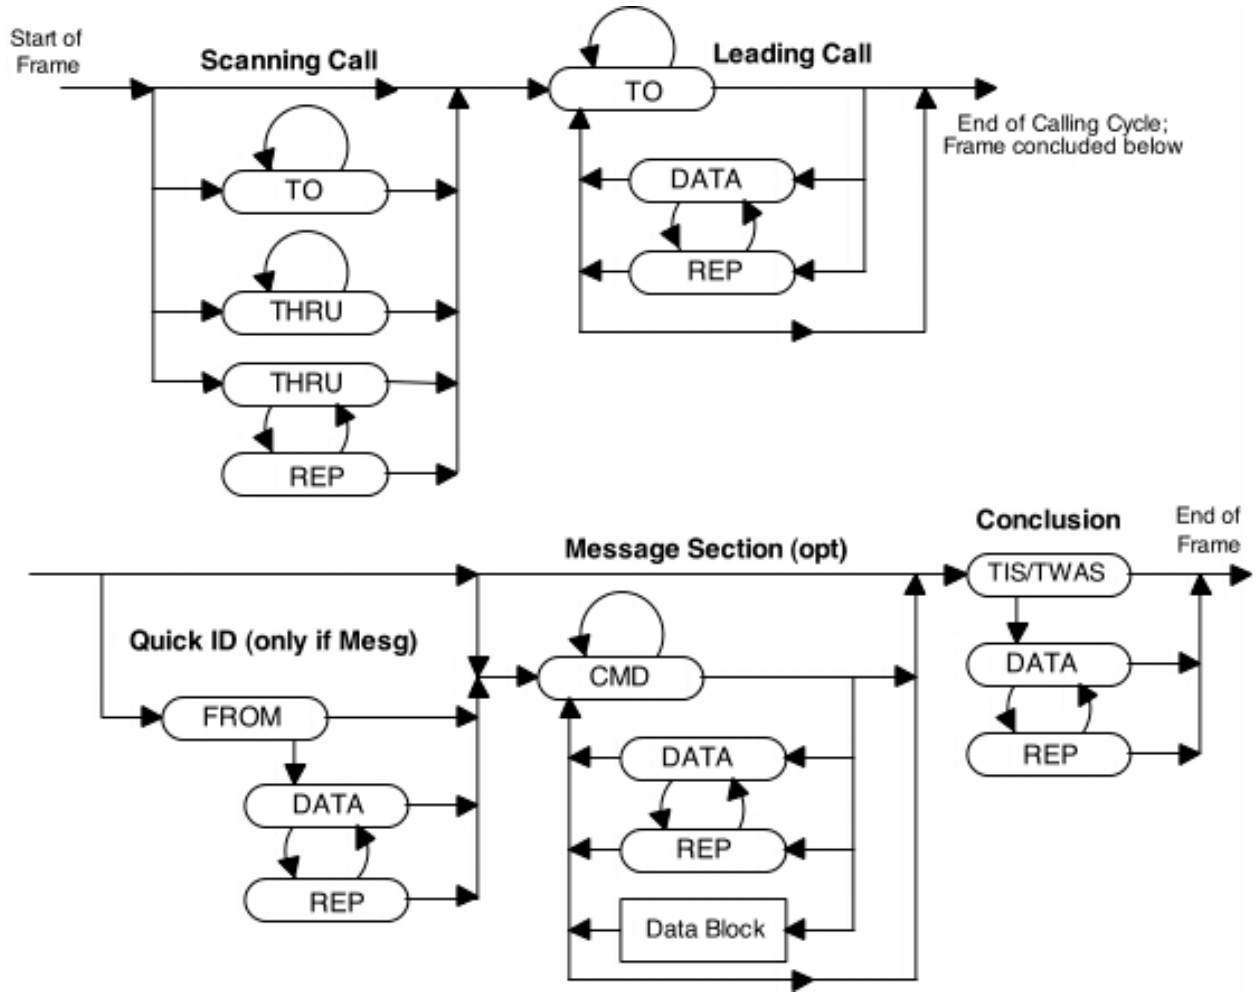 Start of
Frame
Scanning Call
Leading Call
TO
TO
THRU
THRU
REP
DATA
REP
End of Calling Cycle;
Frame concluded below
Message Section (opt)
Conclusion
End of
Frame
TIS/TWAS
Quick ID (only if Mesg)
FROM
DATA
REP
CMD
DATA
REP
Data Block
DATA
REP